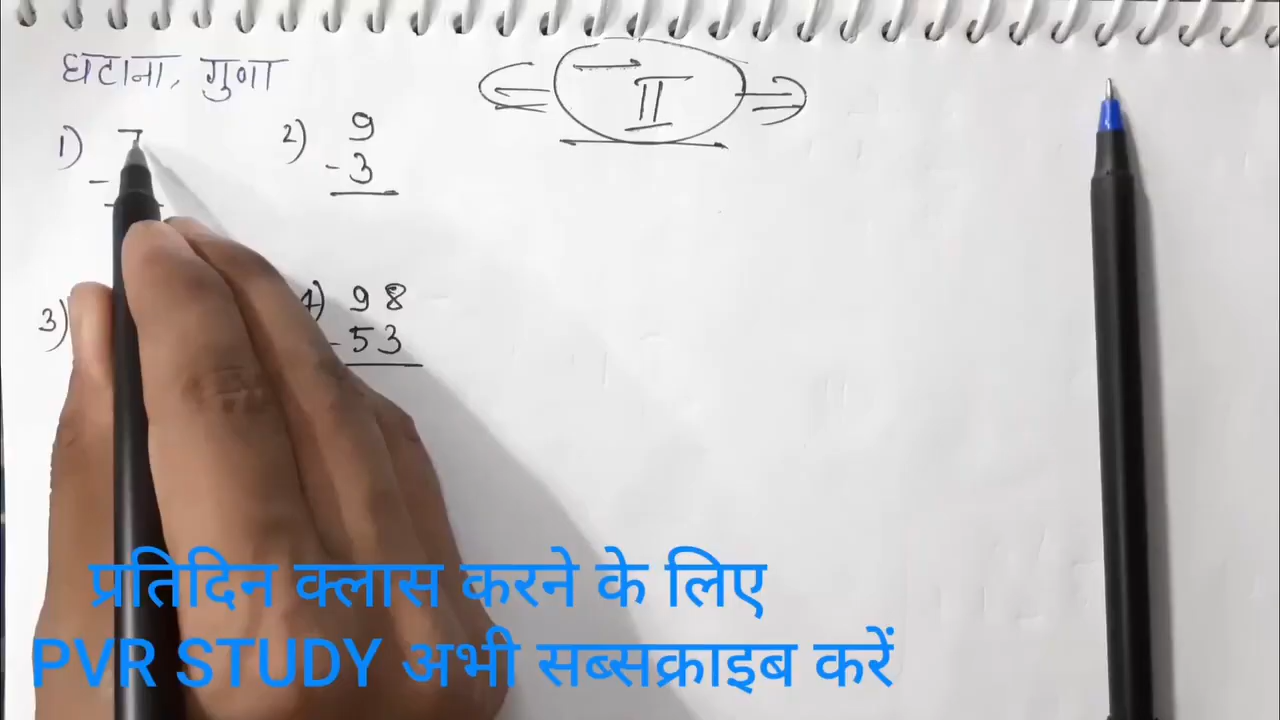 घटाना, गुणा
II
1) 7
-
2) 9
- 3
3)
4) 98
- 53
प्रतिदिन क्लास करने के लिए
PVR STUDY अभी सब्सक्राइब करें